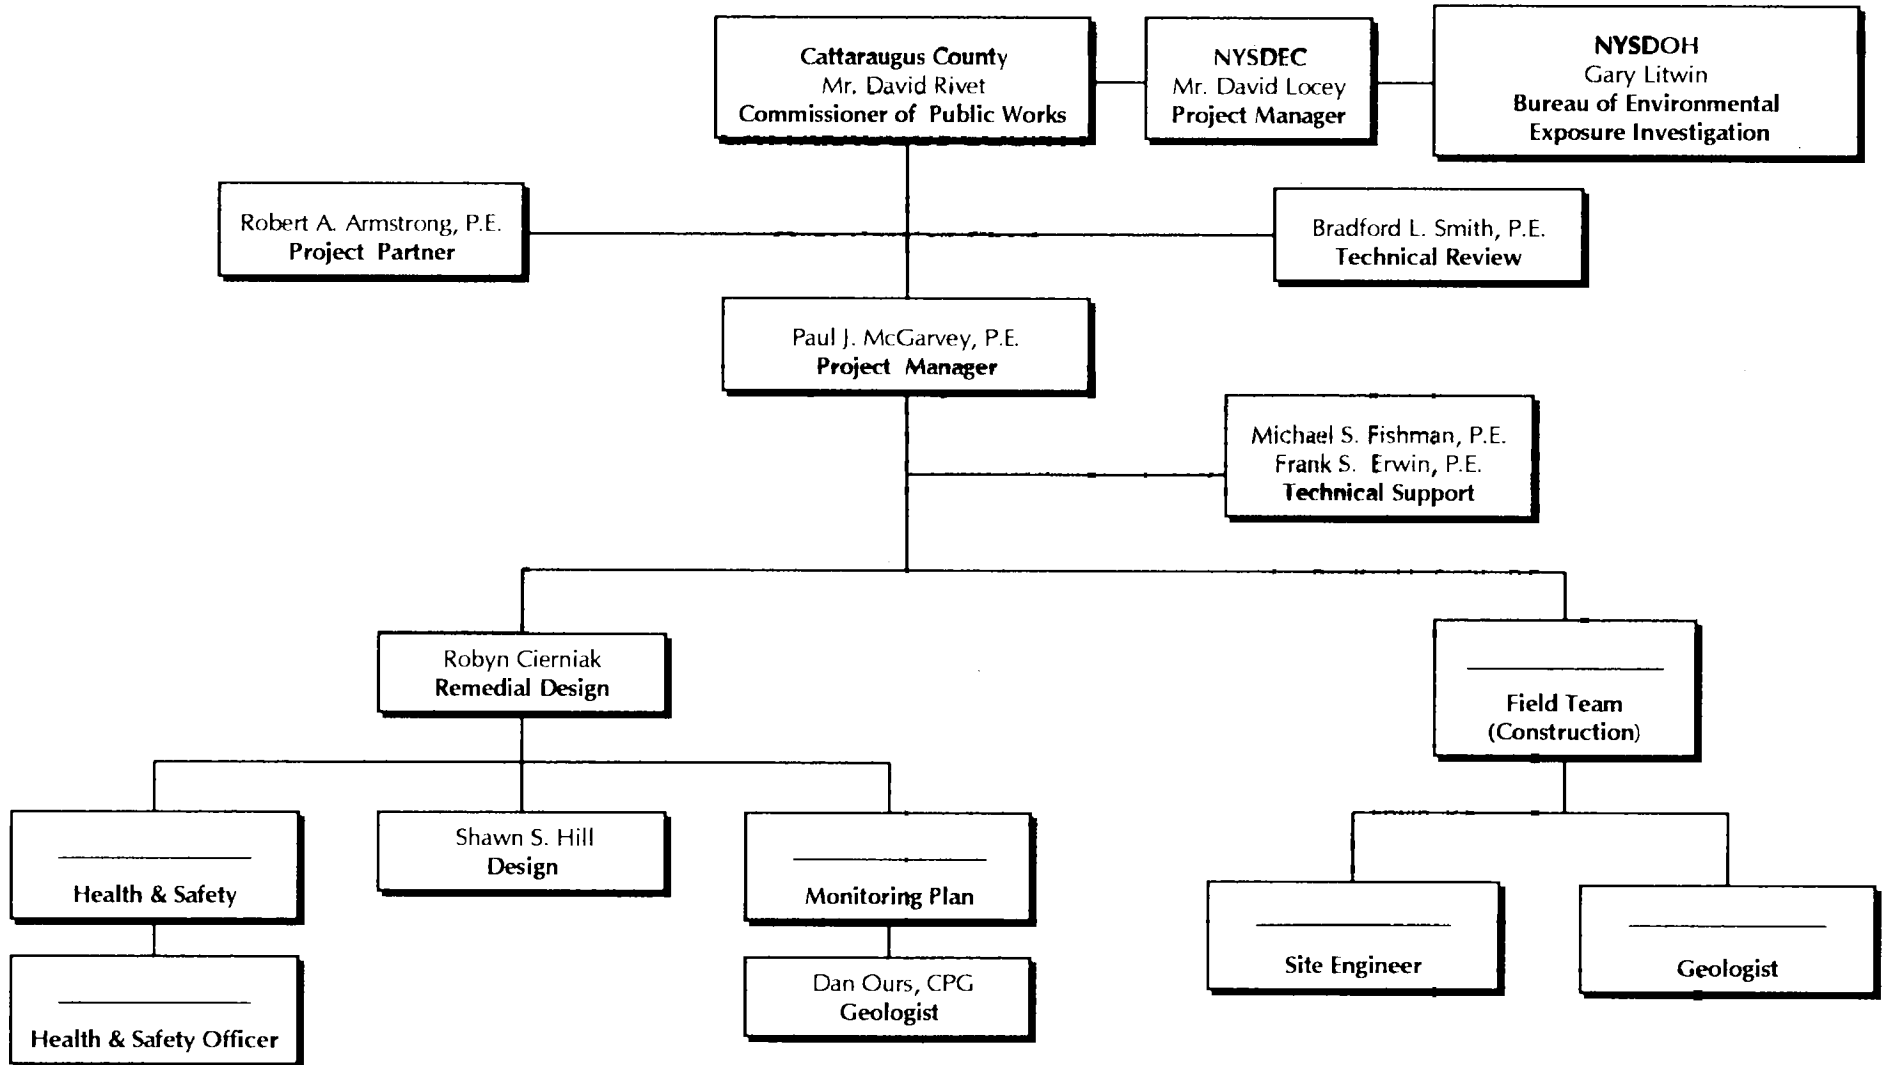 Cattaraugus County
Mr. David Rivet
Commissioner of Public Works
NYSDEC
Mr. David Locey
Project Manager
NYSDOH
Gary Litwin
Bureau of Environmental
Exposure Investigation
Robert A. Armstrong, P.E.
Project Partner
Bradford L. Smith, P.E.
Technical Review
Paul J. McGarvey, P.E.
Project Manager
Michael S. Fishman, P.E.
Frank S. Erwin, P.E.
Technical Support
Robyn Cierniak
Remedial Design
Field Team
(Construction)
Health & Safety
Shawn S. Hill
Design
Monitoring Plan
Site Engineer
Geologist
Health & Safety Officer
Dan Ours, CPG
Geologist